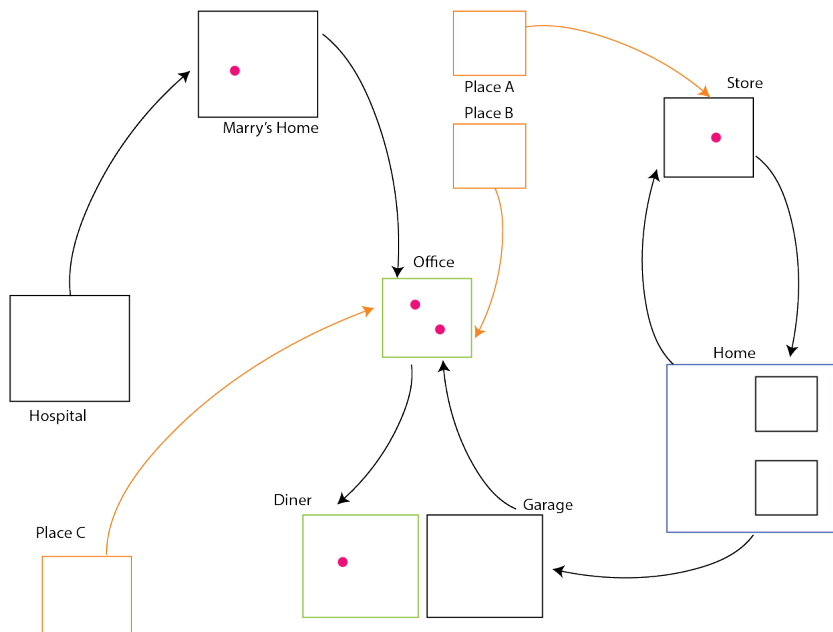 Place A
Store
Place B
Marry's Home
Office
Home
Hospital
Diner
Garage
Place C